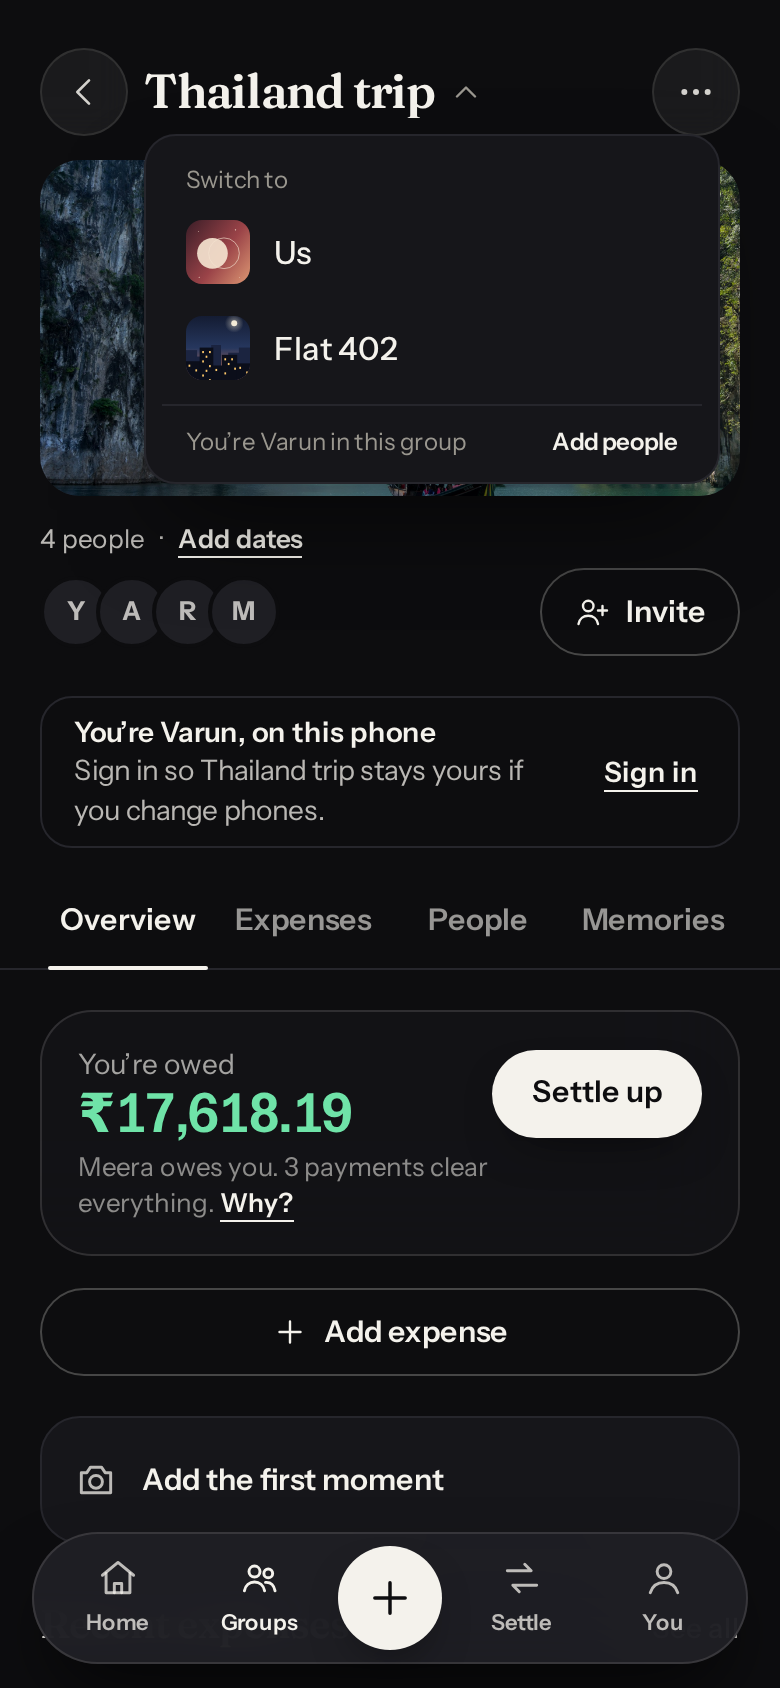 Thailand trip
Switch to
Us
Flat 402
You’re Varun in this group Add people
4 people · Add dates
Y A R M
Invite
You’re Varun, on this phone
Sign in so Thailand trip stays yours if
you change phones.
Sign in
Overview Expenses People Memories
You’re owed
₹17,618.19
Settle up
Meera owes you. 3 payments clear
everything. Why?
Add expense
Add the first moment
Home Groups Settle You